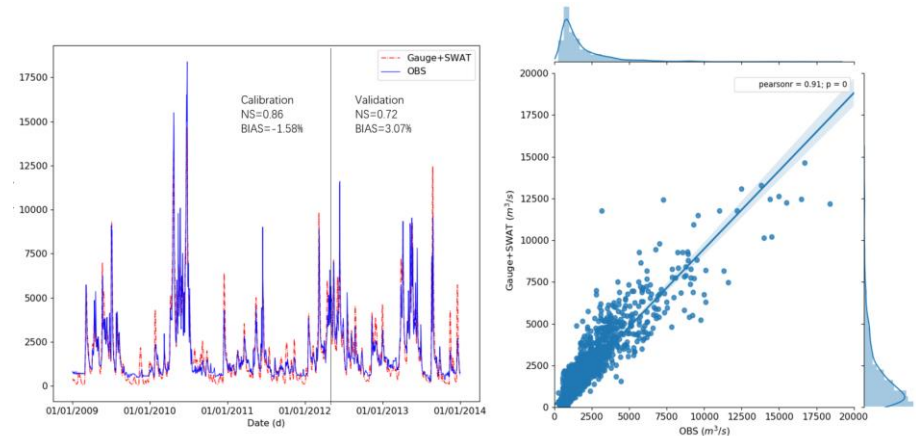 Gauge+SWAT
OBS
Calibration
NS=0.86
BIAS=-1.58%
Validation
NS=0.72
BIAS=3.07%
17500
15000
12500
10000
7500
5000
2500
0
01/01/2009
01/01/2010
01/01/2011
01/01/2012
01/01/2013
01/01/2014
Date (d)
pearsonr = 0.91; p = 0
20000
17500
15000
12500
10000
7500
5000
2500
0
Gauge+SWAT (m³/s)
0
2500
5000
7500
10000
12500
15000
17500
20000
OBS (m³/s)